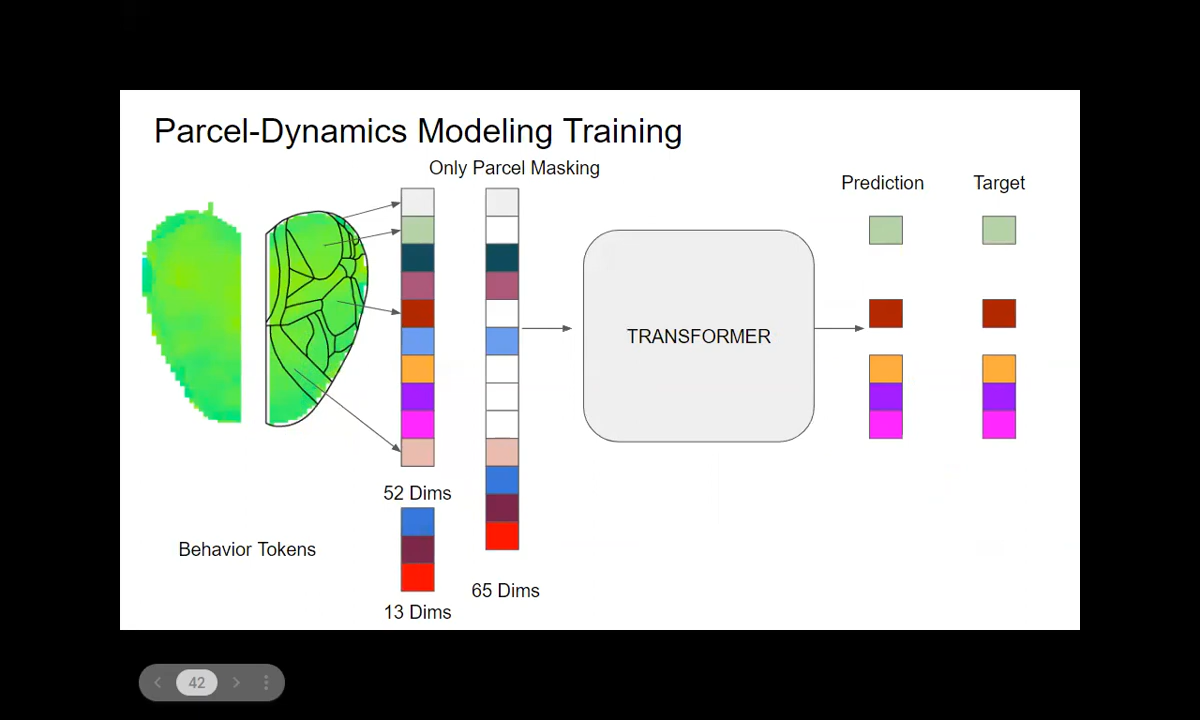 Parcel-Dynamics Modeling Training
Only Parcel Masking
Prediction
Target
TRANSFORMER
52 Dims
Behavior Tokens
65 Dims
13 Dims
42